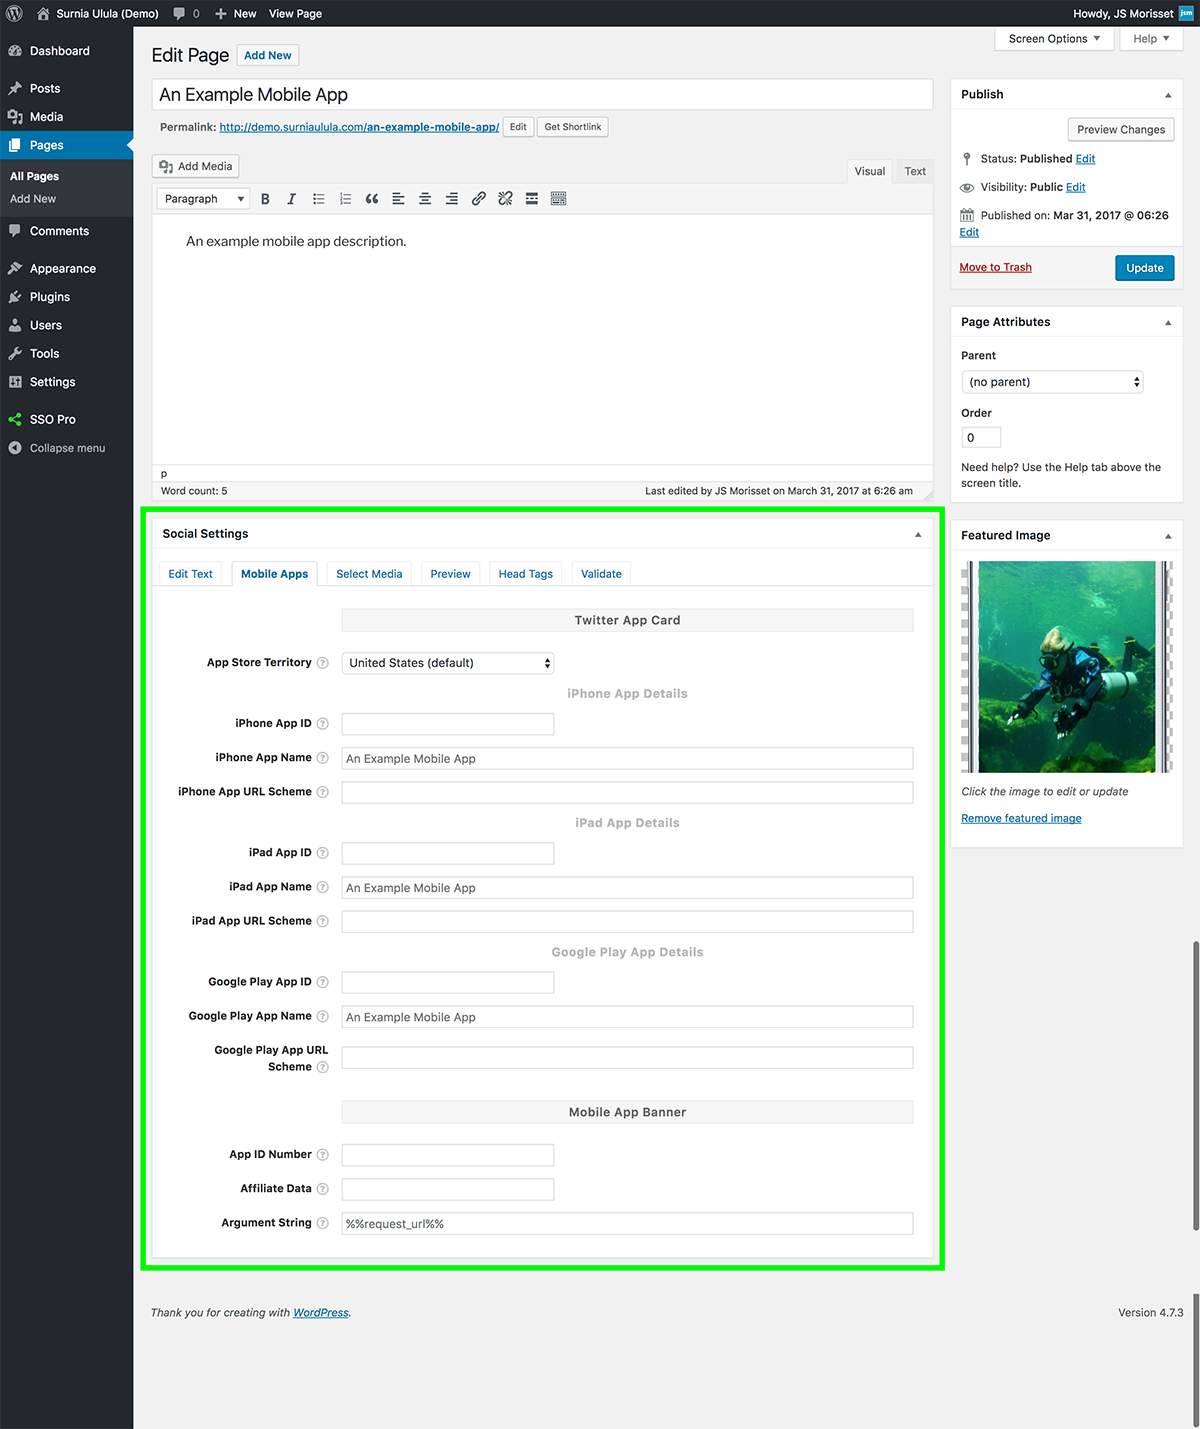 Surnia Ulula (Demo) 0 New View Page Howdy, JS Morisset jsm
Dashboard
Posts
Media
Pages
All Pages
Add New
Comments
Appearance
Plugins
Users
Tools
Settings
SSO Pro
Collapse menu
Screen Options Help
Edit Page Add New
An Example Mobile App
Permalink: http://demo.surniaulula.com/an-example-mobile-app/ Edit Get Shortlink
Add Media
Visual Text
Paragraph B I
An example mobile app description.
p
Word count: 5 Last edited by JS Morisset on March 31, 2017 at 6:26 am
Social Settings
Edit Text Mobile Apps Select Media Preview Head Tags Validate
Twitter App Card
App Store Territory ? United States (default)
iPhone App Details
iPhone App ID ?
iPhone App Name ? An Example Mobile App
iPhone App URL Scheme ?
iPad App Details
iPad App ID ?
iPad App Name ? An Example Mobile App
iPad App URL Scheme ?
Google Play App Details
Google Play App ID ?
Google Play App Name ? An Example Mobile App
Google Play App URL
Scheme ?
Mobile App Banner
App ID Number ?
Affiliate Data ?
Argument String ? %%request_url%%
Publish
Preview Changes
Status: Published Edit
Visibility: Public Edit
Published on: Mar 31, 2017 @ 06:26
Edit
Move to Trash Update
Page Attributes
Parent
(no parent)
Order
0
Need help? Use the Help tab above the
screen title.
Featured Image
Click the image to edit or update
Remove featured image
Thank you for creating with WordPress. Version 4.7.3